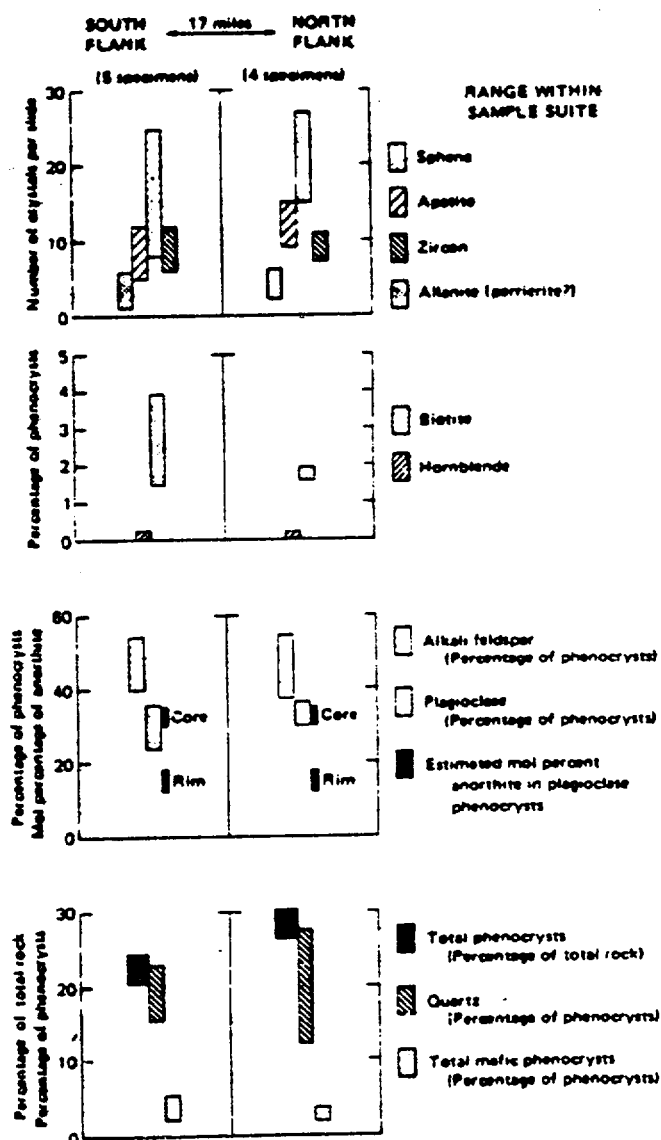 SOUTH FLANK
17 miles
NORTH FLANK
(5 specimens)
(4 specimens)
RANGE WITHIN
SAMPLE SUITE
Number of crystals per slide
30
20
10
0
Sphene
Apatite
Zircon
Allanite (perrierite?)
Percentage of phenocrysts
5
4
3
2
1
0
Biotite
Hornblende
Percentage of phenocrysts
Mol percentage of anorthite
60
40
20
0
Core
Rim
Core
Rim
Alkali feldspar
(Percentage of phenocrysts)
Plagioclase
(Percentage of phenocrysts)
Estimated mol percent
anorthite in plagioclase
phenocrysts
Percentage of total rock
Percentage of phenocrysts
30
20
10
0
Total phenocrysts
(Percentage of total rock)
Quartz
(Percentage of phenocrysts)
Total mafic phenocrysts
(Percentage of phenocrysts)